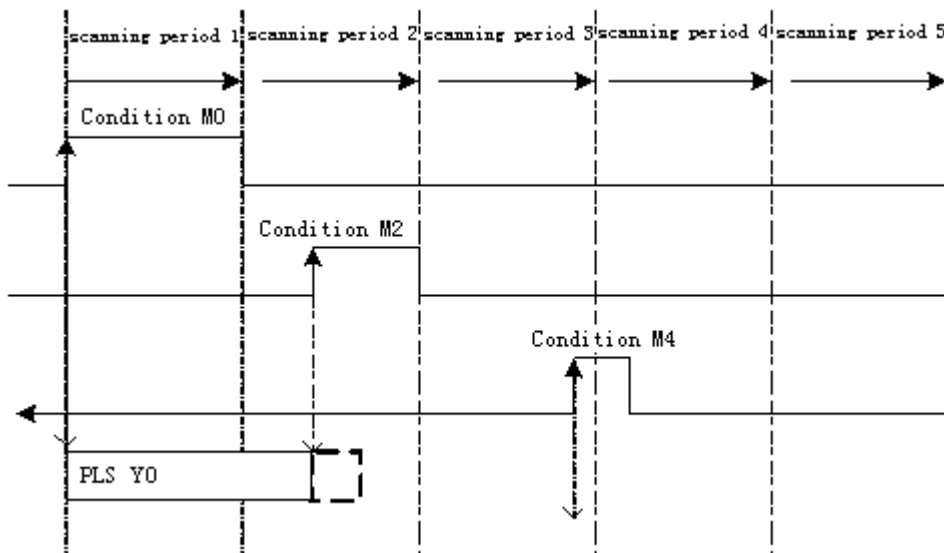 scanning period 1 scanning period 2 scanning period 3 scanning period 4 scanning period 5
Condition M0
Condition M2
Condition M4
PLS Y0